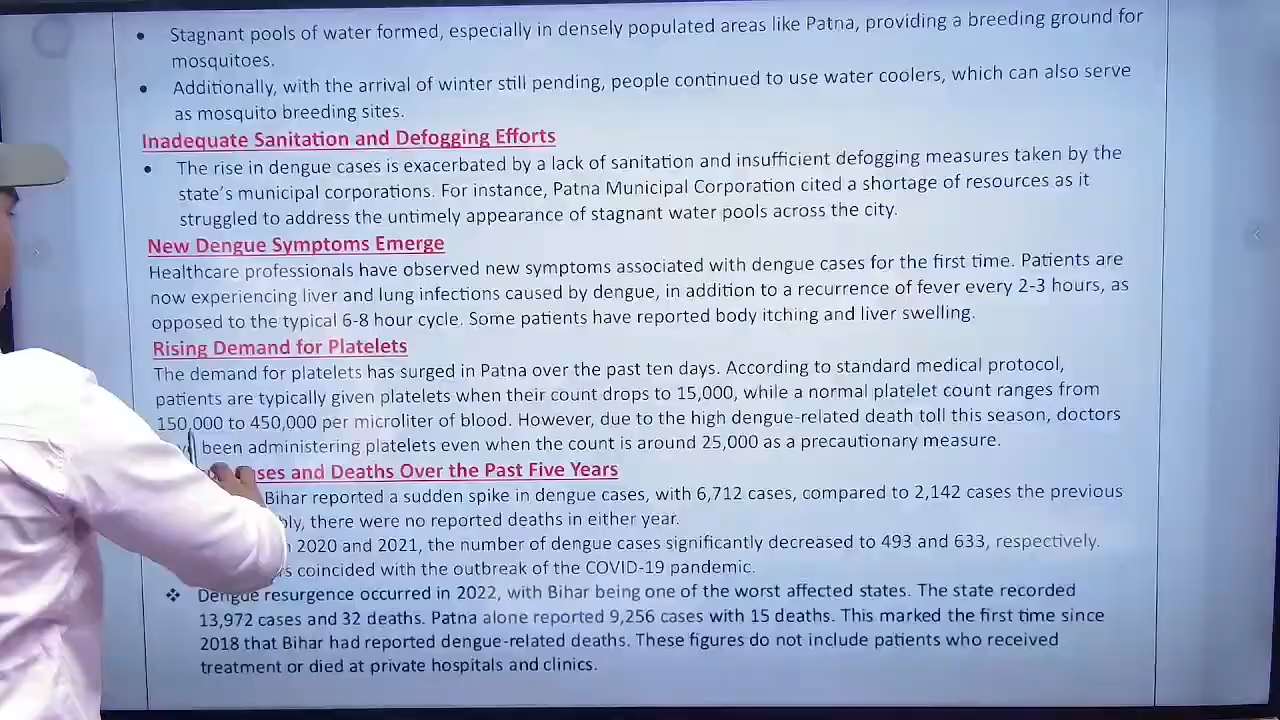 • Stagnant pools of water formed, especially in densely populated areas like Patna, providing a breeding ground for
mosquitoes.
• Additionally, with the arrival of winter still pending, people continued to use water coolers, which can also serve
as mosquito breeding sites.
Inadequate Sanitation and Defogging Efforts
• The rise in dengue cases is exacerbated by a lack of sanitation and insufficient defogging measures taken by the
state's municipal corporations. For instance, Patna Municipal Corporation cited a shortage of resources as it
struggled to address the untimely appearance of stagnant water pools across the city.
New Dengue Symptoms Emerge
Healthcare professionals have observed new symptoms associated with dengue cases for the first time. Patients are
now experiencing liver and lung infections caused by dengue, in addition to a recurrence of fever every 2-3 hours, as
opposed to the typical 6-8 hour cycle. Some patients have reported body itching and liver swelling.
Rising Demand for Platelets
The demand for platelets has surged in Patna over the past ten days. According to standard medical protocol,
patients are typically given platelets when their count drops to 15,000, while a normal platelet count ranges from
150,000 to 450,000 per microliter of blood. However, due to the high dengue-related death toll this season, doctors
been administering platelets even when the count is around 25,000 as a precautionary measure.
and Deaths Over the Past Five Years
Bihar reported a sudden spike in dengue cases, with 6,712 cases, compared to 2,142 cases the previous
there were no reported deaths in either year.
2020 and 2021, the number of dengue cases significantly decreased to 493 and 633, respectively.
coincided with the outbreak of the COVID-19 pandemic.
❖ Dengue resurgence occurred in 2022, with Bihar being one of the worst affected states. The state recorded
13,972 cases and 32 deaths. Patna alone reported 9,256 cases with 15 deaths. This marked the first time since
2018 that Bihar had reported dengue-related deaths. These figures do not include patients who received
treatment or died at private hospitals and clinics.